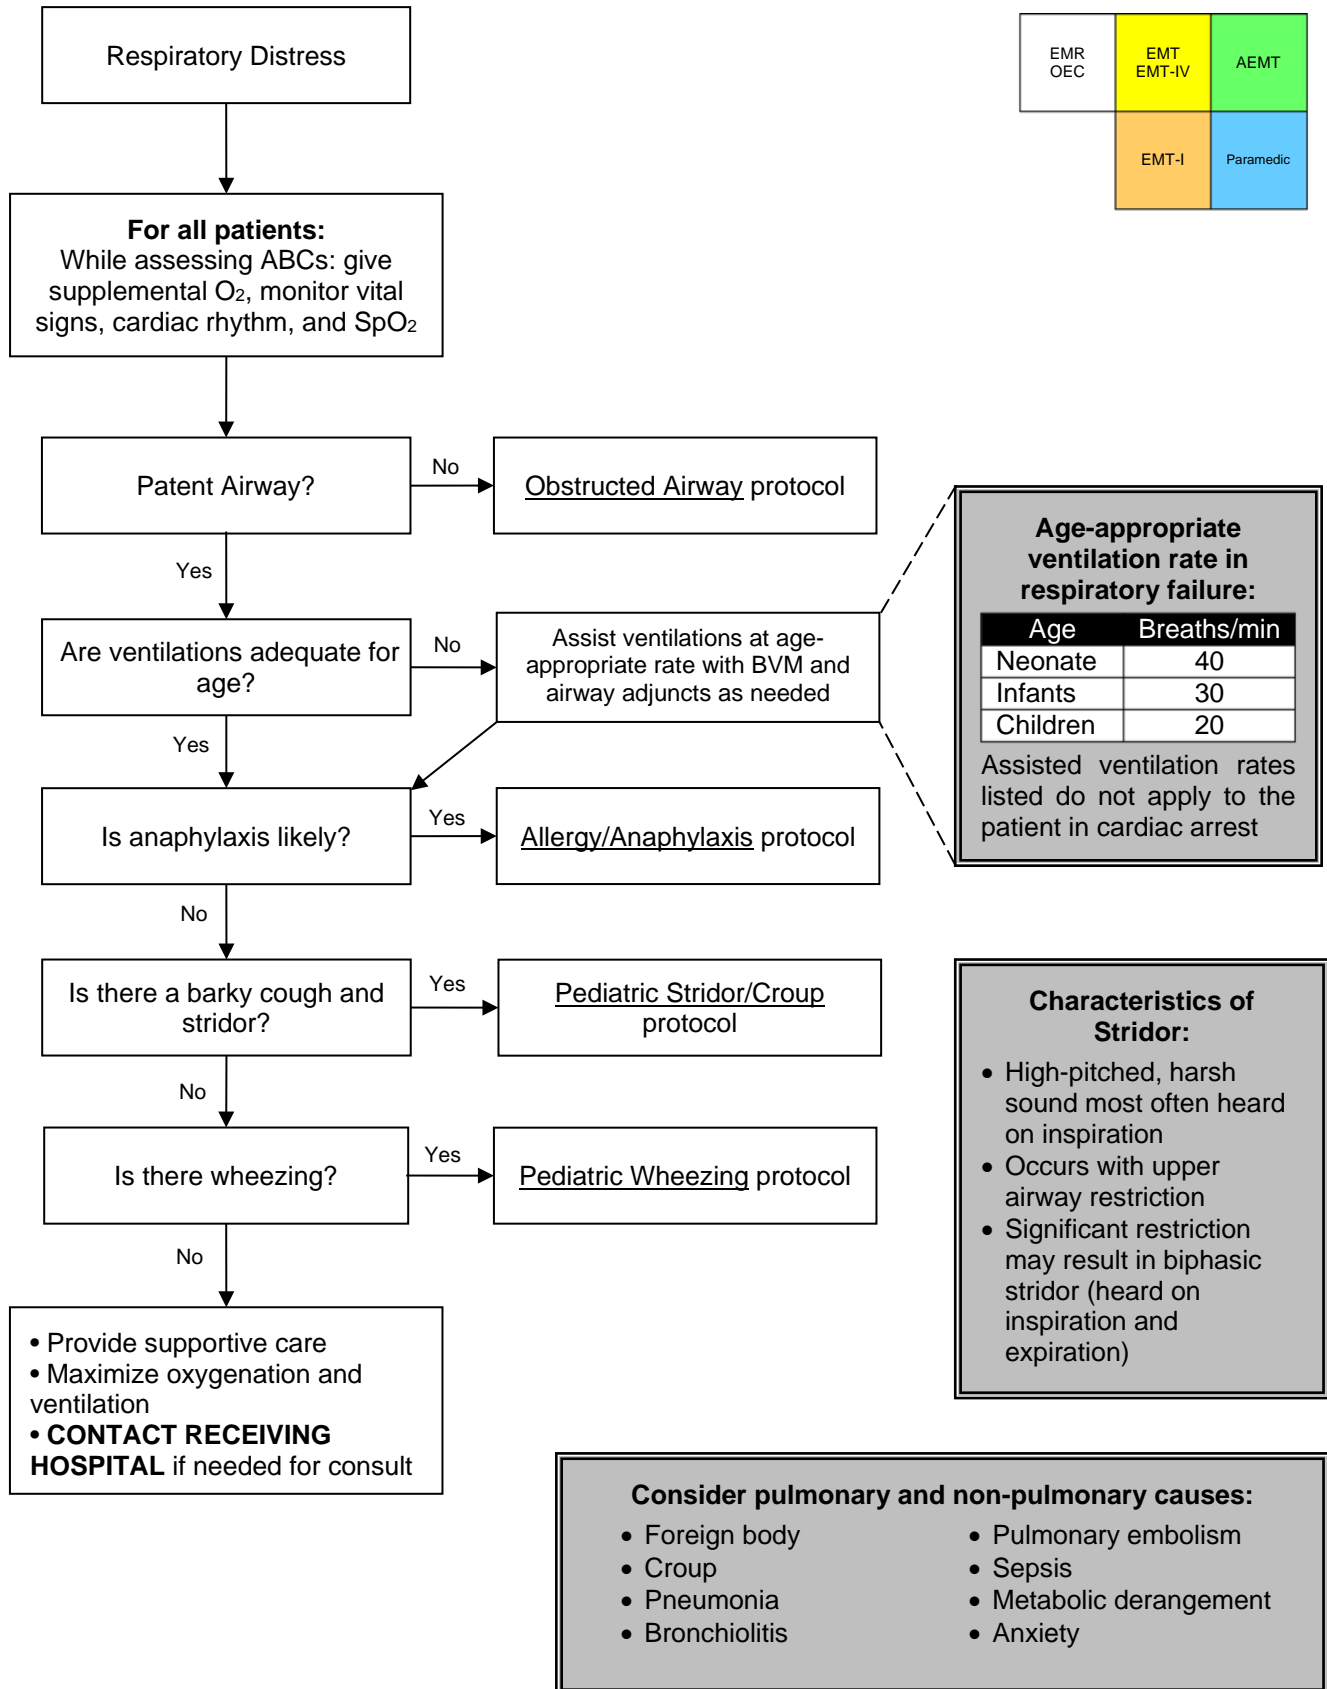 Respiratory Distress
EMR
OEC
EMT
EMT-IV
AEMT
EMT-I
Paramedic
For all patients:
While assessing ABCs: give
supplemental O₂, monitor vital
signs, cardiac rhythm, and SpO₂
Patent Airway?
No
Obstructed Airway protocol
Yes
Are ventilations adequate for
age?
No
Assist ventilations at age-
appropriate rate with BVM and
airway adjuncts as needed
Age-appropriate
ventilation rate in
respiratory failure:
Age Breaths/min
Neonate 40
Infants 30
Children 20
Assisted ventilation rates
listed do not apply to the
patient in cardiac arrest
Yes
Is anaphylaxis likely?
Yes
Allergy/Anaphylaxis protocol
No
Is there a barky cough and
stridor?
Yes
Pediatric Stridor/Croup
protocol
Characteristics of
Stridor:
• High-pitched, harsh
sound most often heard
on inspiration
• Occurs with upper
airway restriction
• Significant restriction
may result in biphasic
stridor (heard on
inspiration and
expiration)
No
Is there wheezing?
Yes
Pediatric Wheezing protocol
No
• Provide supportive care
• Maximize oxygenation and
ventilation
• CONTACT RECEIVING
HOSPITAL if needed for consult
Consider pulmonary and non-pulmonary causes:
• Foreign body
• Croup
• Pneumonia
• Bronchiolitis
• Pulmonary embolism
• Sepsis
• Metabolic derangement
• Anxiety